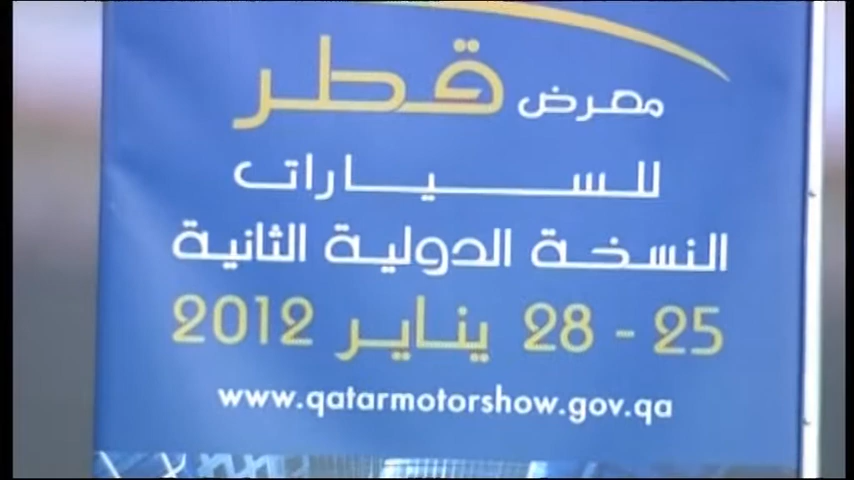 معرض قطر
للسيارات
النسخة الدولية الثانية
25 - 28 يناير 2012
www.qatarmotorshow.gov.qa